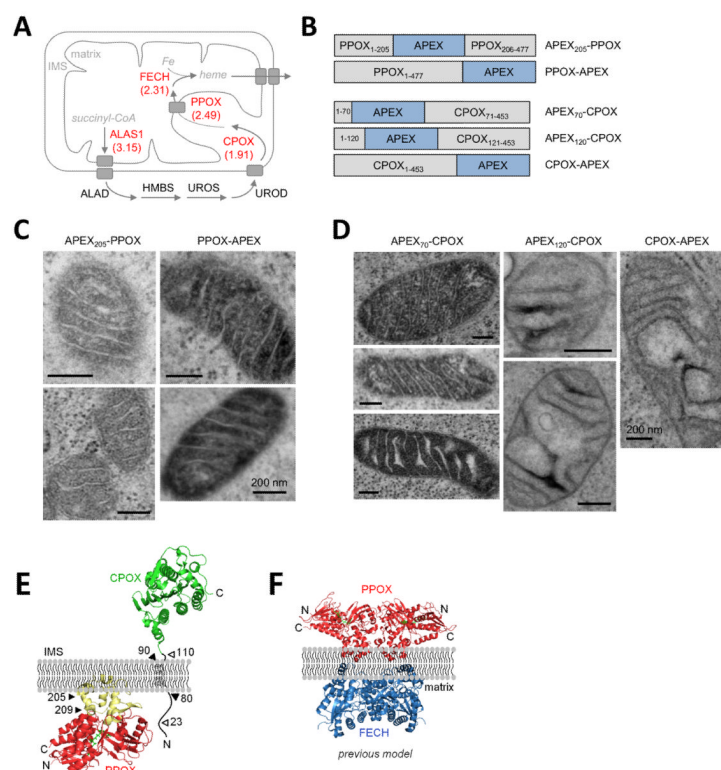 A
IMS
matrix
Fe
FECH
(2.31)
heme
PPOX
(2.49)
succinyl-CoA
ALAS1
(3.15)
CPOX
(1.91)
ALAD
HMBS
UROS
UROD
B
PPOX1-205 APEX PPOX206-477 APEX205-PPOX
PPOX1-477 APEX PPOX-APEX
1-70 APEX CPOX71-453 APEX70-CPOX
1-120 APEX CPOX121-453 APEX120-CPOX
CPOX1-453 APEX CPOX-APEX
C
APEX205-PPOX PPOX-APEX
200 nm
D
APEX70-CPOX APEX120-CPOX CPOX-APEX
200 nm
E
CPOX
C
IMS
90
110
205
209
80
23
C
N
N
PPOX
F
PPOX
N
C
N
C
matrix
FECH
previous model